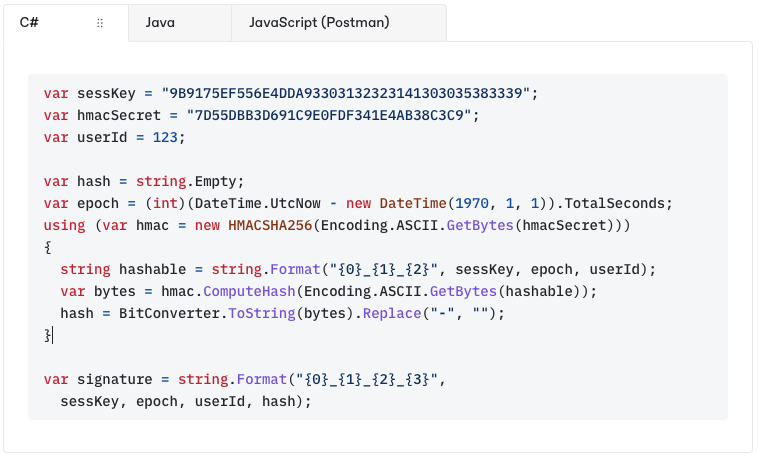 C# Java JavaScript (Postman)
var sessKey = "9B9175EF556E4DDA93303132323141303035383339";
var hmacSecret = "7D55DBB3D691C9E0FDF341E4AB38C3C9";
var userId = 123;
var hash = string.Empty;
var epoch = (int)(DateTime.UtcNow - new DateTime(1970, 1, 1)).TotalSeconds;
using (var hmac = new HMACSHA256(Encoding.ASCII.GetBytes(hmacSecret)))
{
string hashable = string.Format("{0}_{1}_{2}", sessKey, epoch, userId);
var bytes = hmac.ComputeHash(Encoding.ASCII.GetBytes(hashable));
hash = BitConverter.ToString(bytes).Replace("-", "");
}
var signature = string.Format("{0}_{1}_{2}_{3}",
sessKey, epoch, userId, hash);